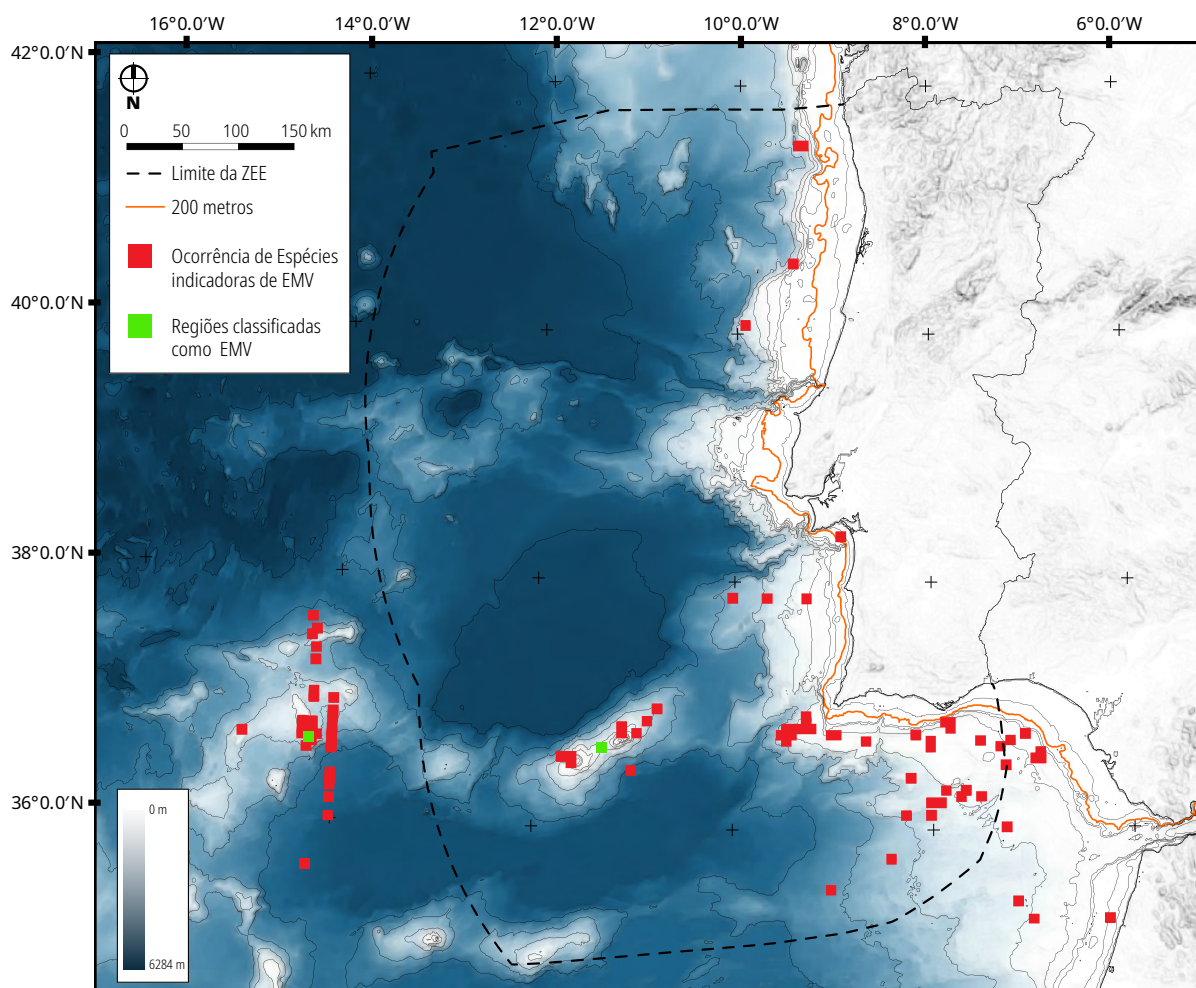 16°0.0'W 14°0.0'W 12°0.0'W 10°0.0'W 8°0.0'W 6°0.0'W
42°0.0'N
40°0.0'N
38°0.0'N
36°0.0'N
N
0 50 100 150 km
Limite da ZEE
200 metros
Ocorrência de Espécies
indicadoras de EMV
Regiões classificadas
como EMV
0 m
6284 m